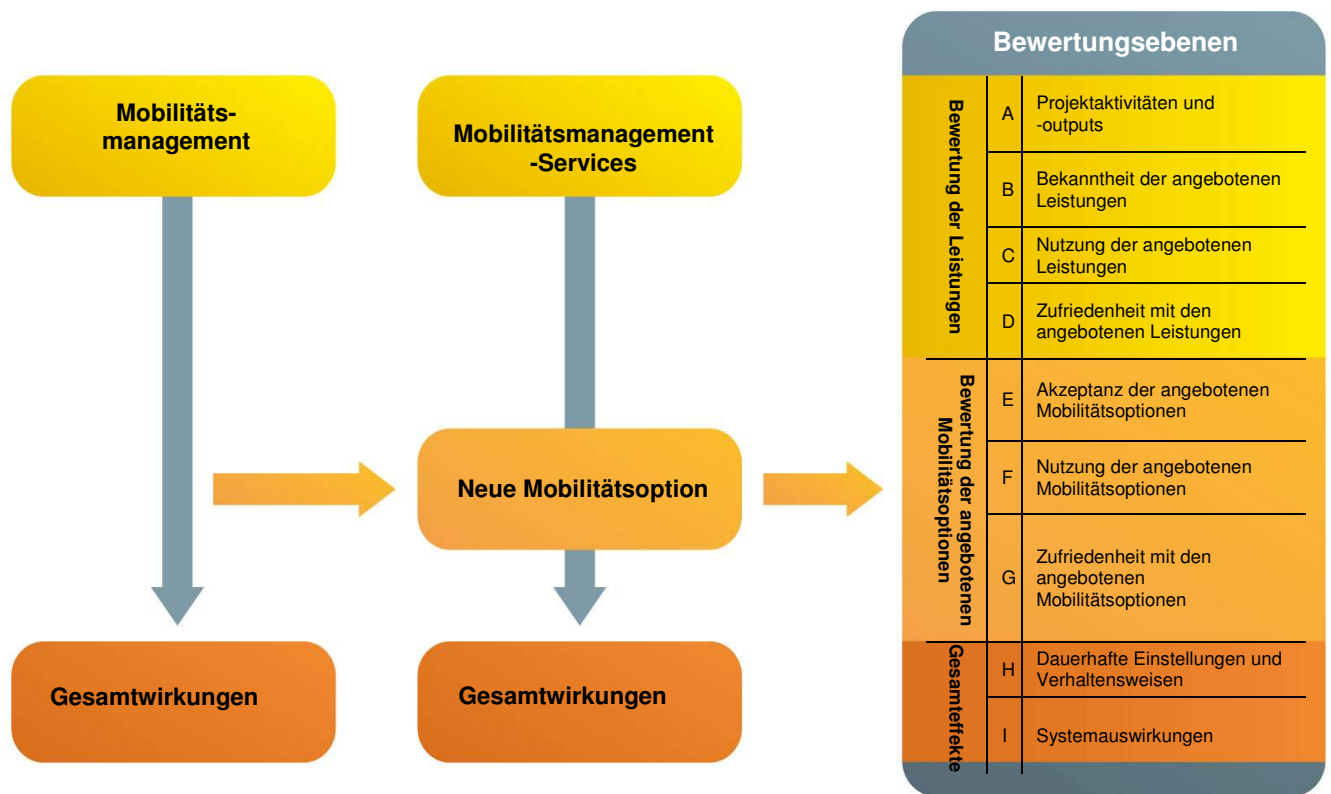 Mobilitäts-
management
Gesamtwirkungen
Mobilitätsmanagement
-Services
Neue Mobilitätsoption
Gesamtwirkungen
Bewertungsebenen
Bewertung der Leistungen
A
Projektaktivitäten und
-outputs
B
Bekanntheit der angebotenen
Leistungen
C
Nutzung der angebotenen
Leistungen
D
Zufriedenheit mit den
angebotenen Leistungen
Bewertung der angebotenen
Mobilitätsoptionen
E
Akzeptanz der angebotenen
Mobilitätsoptionen
F
Nutzung der angebotenen
Mobilitätsoptionen
G
Zufriedenheit mit den
angebotenen
Mobilitätsoptionen
Gesamteffekte
H
Dauerhafte Einstellungen und
Verhaltensweisen
I
Systemauswirkungen